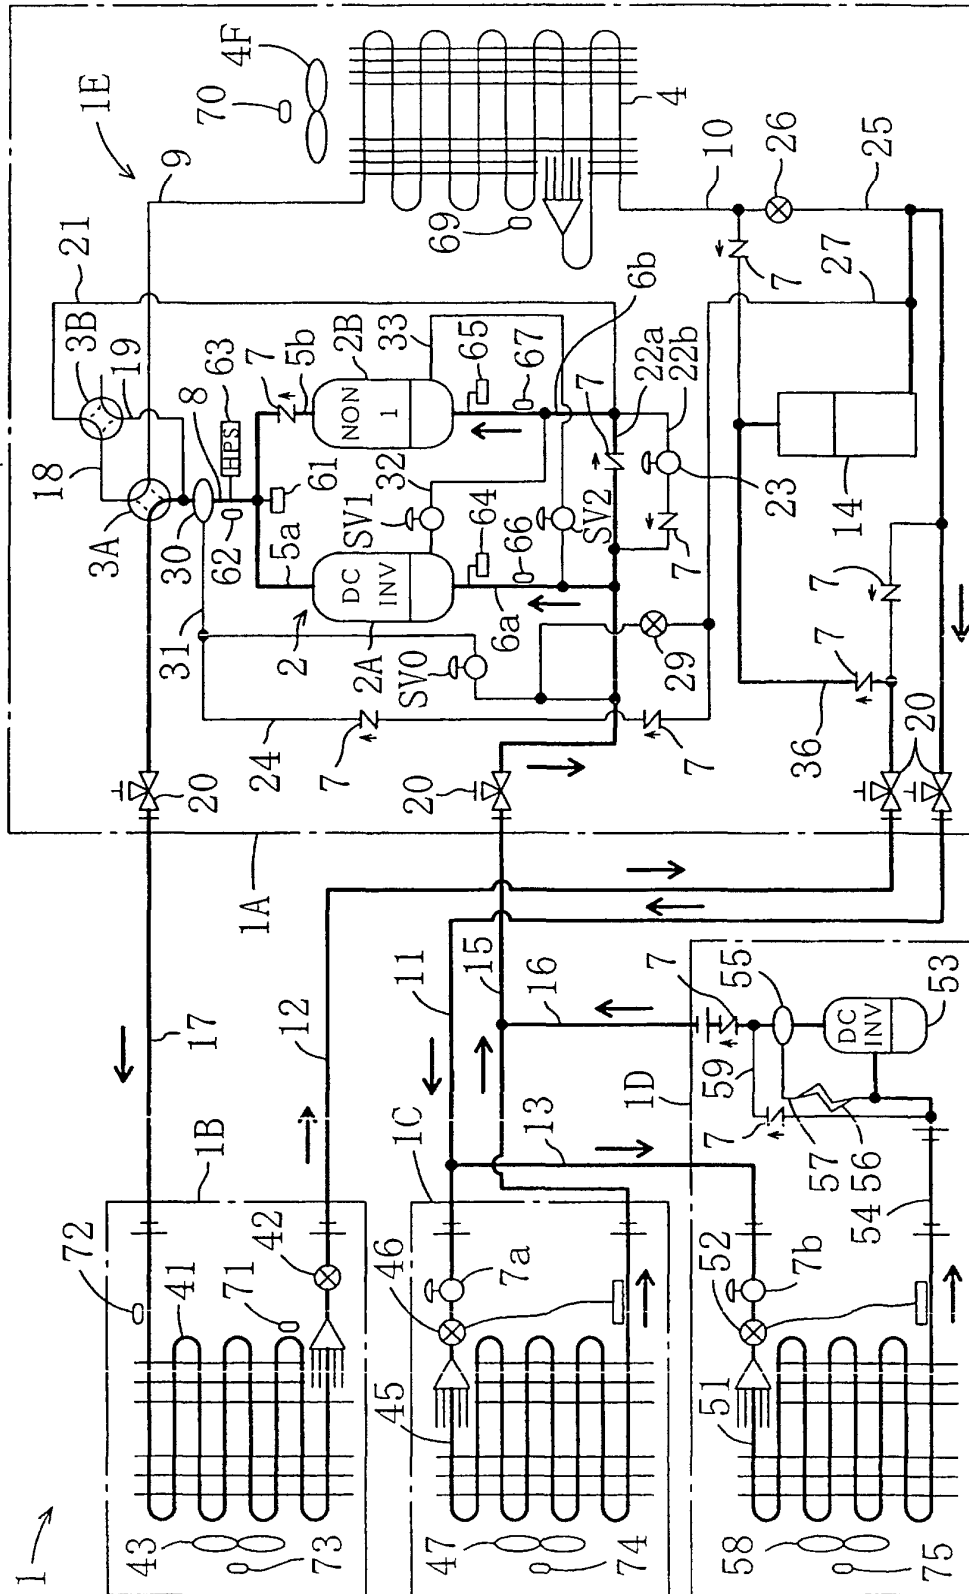 1
72
18
21
3B
1E
43
41
17
20
24
31
3A
30
62
19
8
63
HPS
9
70
4F
1B
73
71
42
12
7
2
2A
DC
INV
5a
61
7
5b
NON
1
2B
47
45
46
1C
1A
20
SV0
6a
SV1
32
64
66
33
65
67
69
74
7a
11
15
16
13
29
SV2
7
6b
22a
22b
4
58
51
52
1D
59
7
57
56
55
7
7
23
7
10
26
75
7b
54
DC
INV
53
36
20
7
7
14
27
25